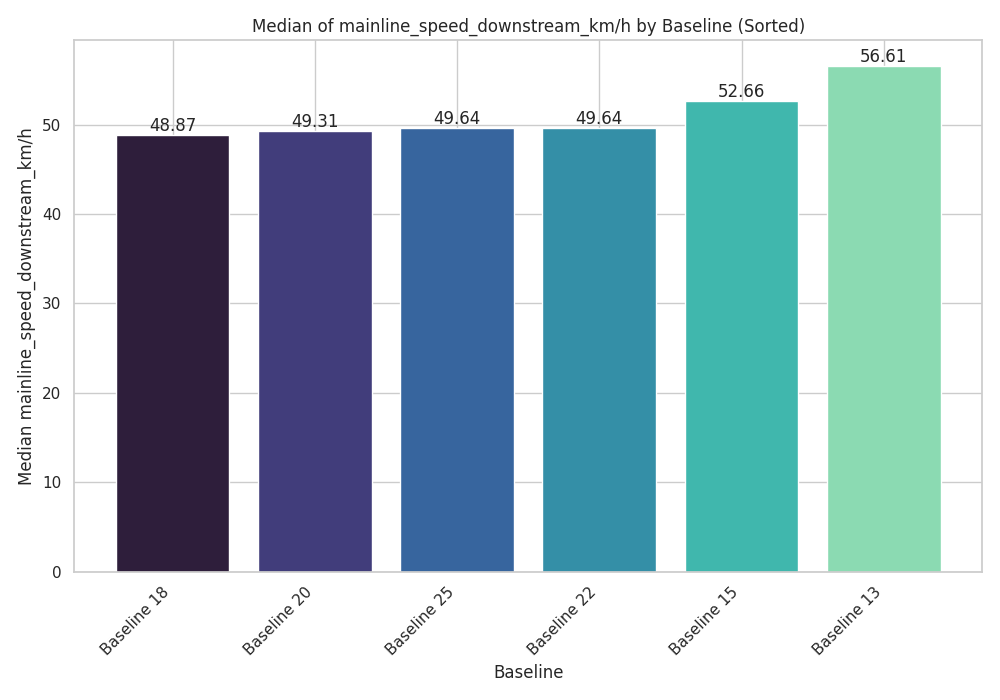 Median of mainline_speed_downstream_km/h by Baseline (Sorted)
Median mainline_speed_downstream_km/h
50
40
30
20
10
0
48.87
49.31
49.64
49.64
52.66
56.61
Baseline 18
Baseline 20
Baseline 25
Baseline 22
Baseline 15
Baseline 13
Baseline